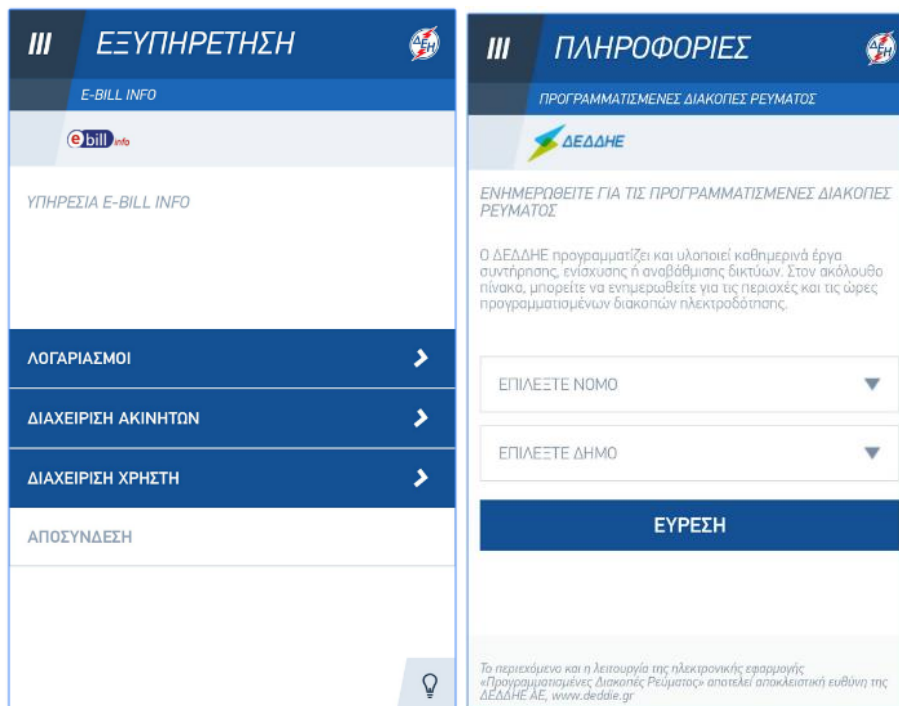 ΕΞΥΠΗΡΕΤΗΣΗ
ΔΕΗ
E-BILL INFO
ebill info
ΥΠΗΡΕΣΙΑ E-BILL INFO
ΛΟΓΑΡΙΑΣΜΟΙ
ΔΙΑΧΕΙΡΙΣΗ ΑΚΙΝΗΤΩΝ
ΔΙΑΧΕΙΡΙΣΗ ΧΡΗΣΤΗ
ΑΠΟΣΥΝΔΕΣΗ
ΠΛΗΡΟΦΟΡΙΕΣ
ΔΕΗ
ΠΡΟΓΡΑΜΜΑΤΙΣΜΕΝΕΣ ΔΙΑΚΟΠΕΣ ΡΕΥΜΑΤΟΣ
ΔΕΔΔΗΕ
ΕΝΗΜΕΡΩΘΕΙΤΕ ΓΙΑ ΤΙΣ ΠΡΟΓΡΑΜΜΑΤΙΣΜΕΝΕΣ ΔΙΑΚΟΠΕΣ
ΡΕΥΜΑΤΟΣ
Ο ΔΕΔΔΗΕ προγραμματίζει και υλοποιεί καθημερινά έργα
συντήρησης, ενίσχυσης ή αναβάθμισης δικτύων. Στον ακόλουθο
πίνακα, μπορείτε να ενημερωθείτε για τις περιοχές και τις ώρες
προγραμματισμένων διακοπών ηλεκτροδότησης.
ΕΠΙΛΕΞΤΕ ΝΟΜΟ
ΕΠΙΛΕΞΤΕ ΔΗΜΟ
ΕΥΡΕΣΗ
Το περιεχόμενο και η λειτουργία της ηλεκτρονικής εφαρμογής
«Προγραμματισμένες Διακοπές Ρεύματος» αποτελεί αποκλειστική ευθύνη της
ΔΕΔΔΗΕ ΑΕ, www.deddie.gr